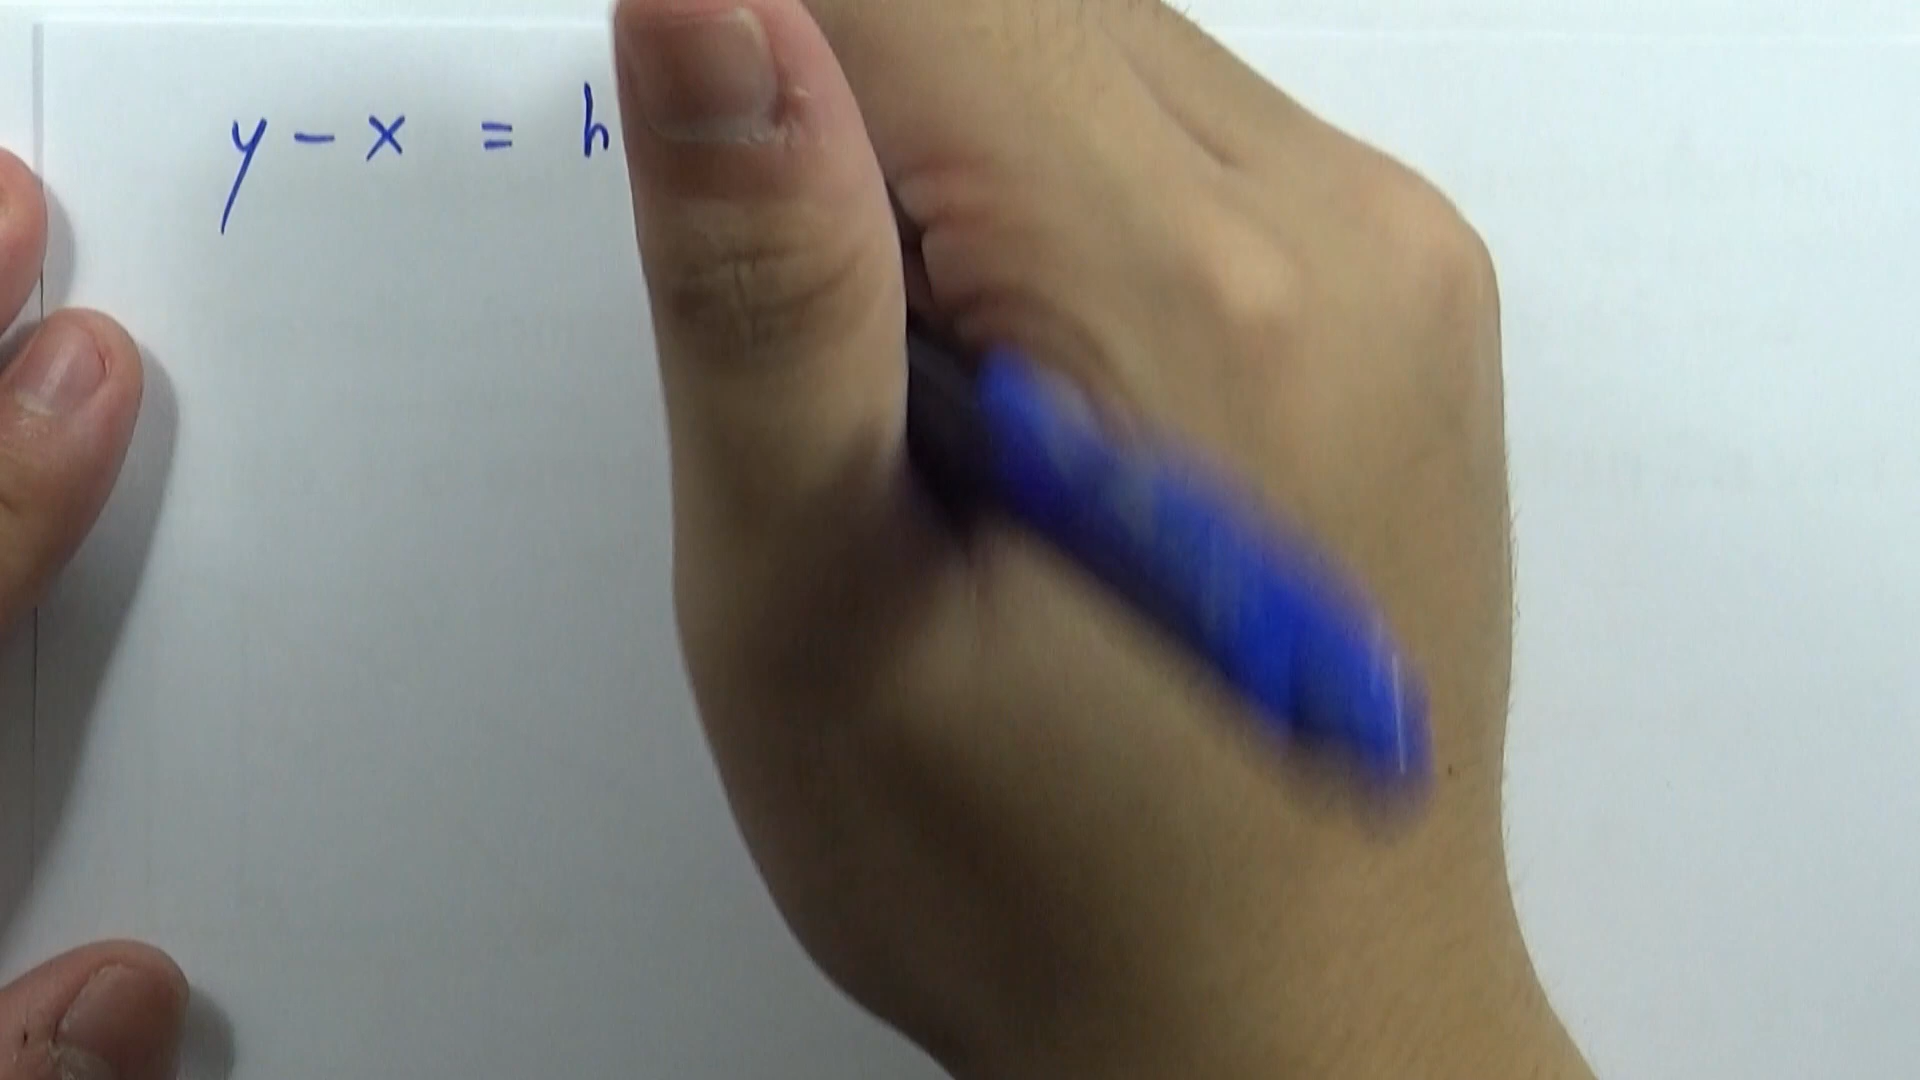 y - x = h